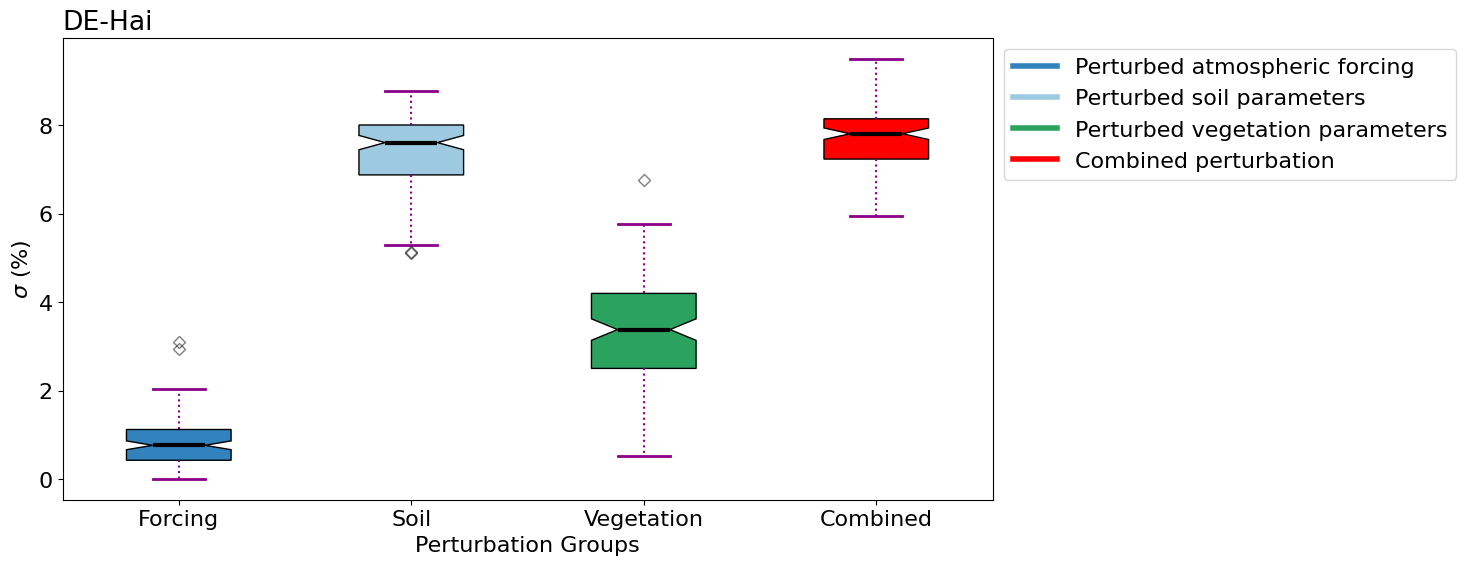 DE-Hai
σ (%)
8
6
4
2
0
Forcing
Soil
Vegetation
Combined
Perturbation Groups
Perturbed atmospheric forcing
Perturbed soil parameters
Perturbed vegetation parameters
Combined perturbation